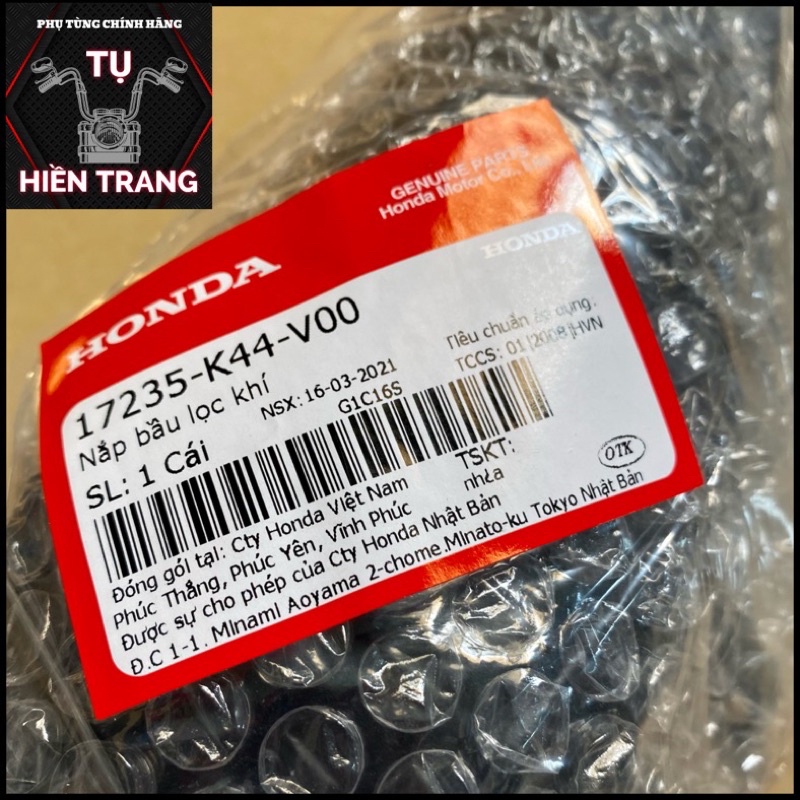 PHỤ TÙNG CHÍNH HÃNG
TỤ
HIỀN TRANG
GENUINE PARTS
Honda Motor Co., Ltd.
HONDA
HONDA
17235-K44-V00
Nắp bầu lọc khí
NSX: 16-03-2021
Tiêu chuẩn áp dụng.
TCCS: 01|2008|HVN
SL: 1 Cái
G1C16S
TSKT:
nhựa
OTK
Đóng gói tại: Cty Honda Việt Nam
Phúc Thắng, Phúc Yên, Vĩnh Phúc
Được sự cho phép của Cty Honda Nhật Bản
Đ.C 1-1. Minami Aoyama 2-chome.Minato-ku Tokyo Nhật Bản